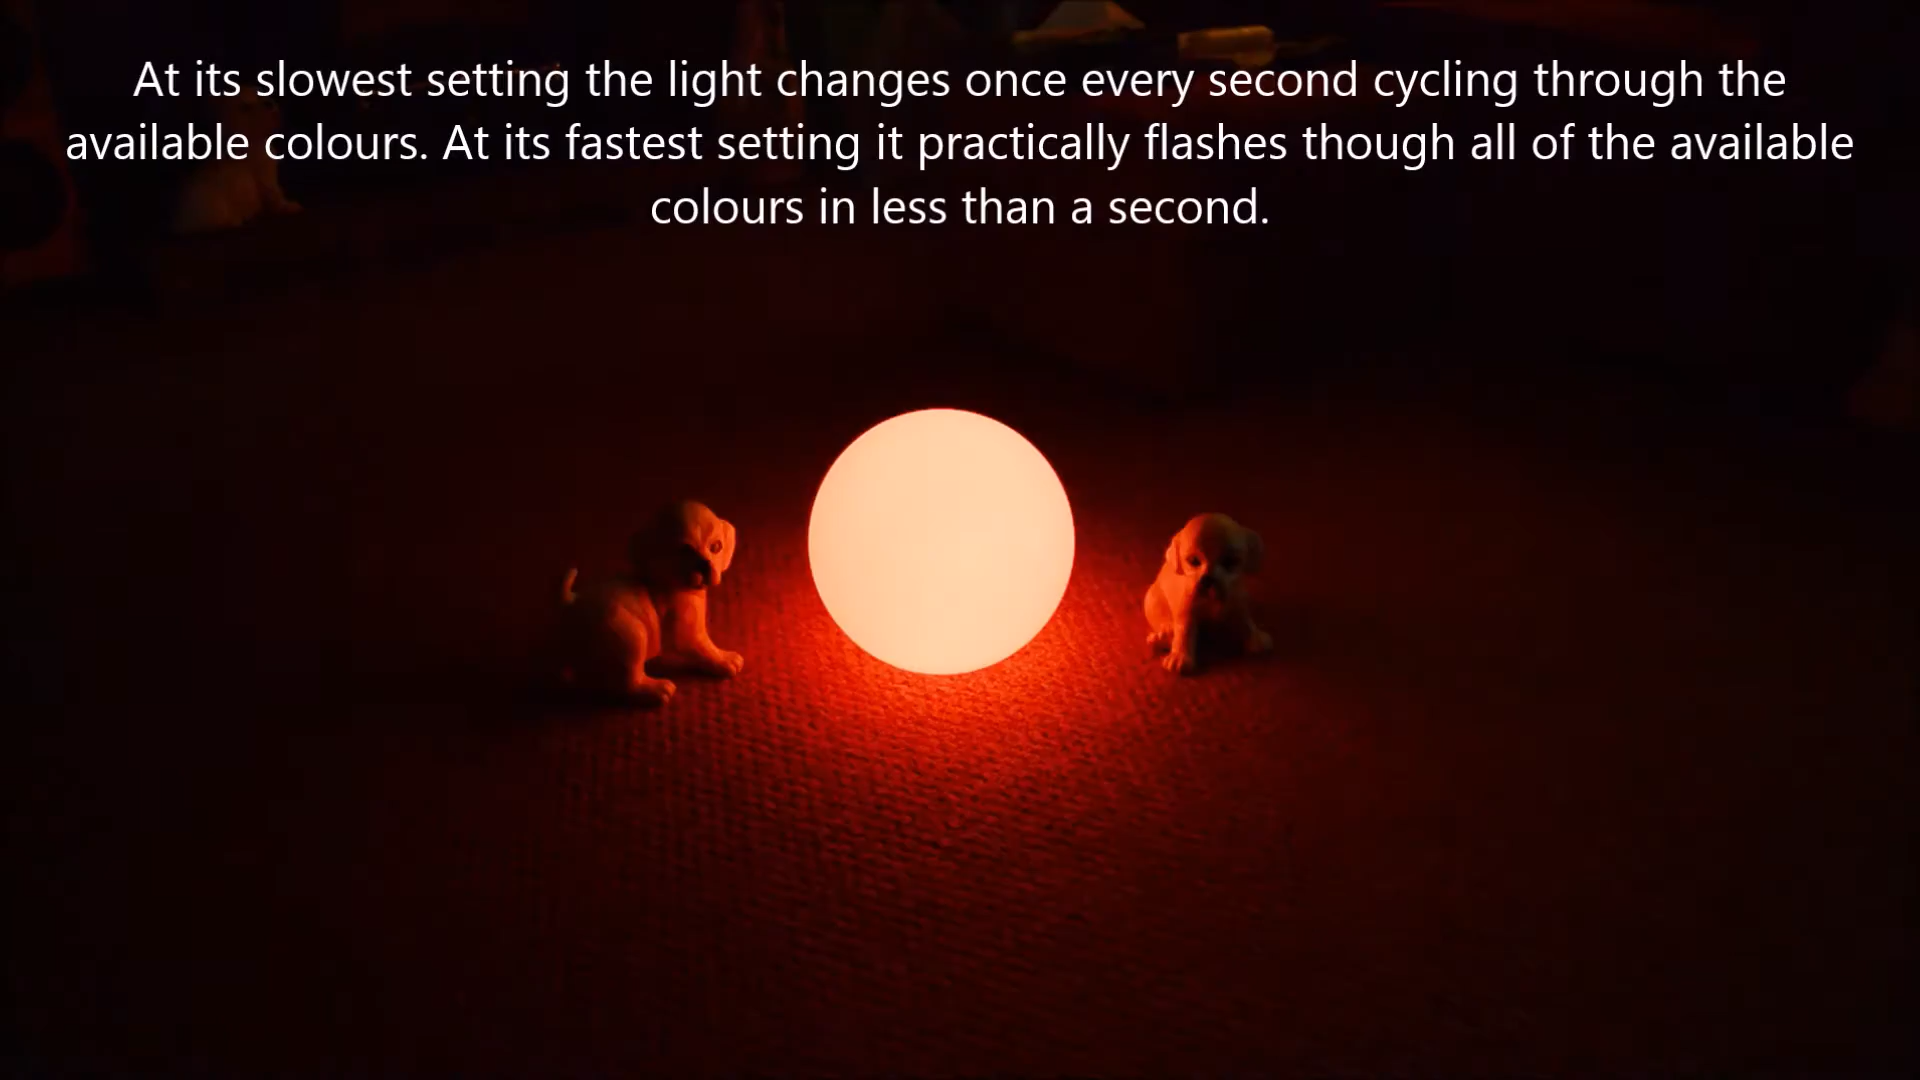 At its slowest setting the light changes once every second cycling through the
available colours. At its fastest setting it practically flashes though all of the available
colours in less than a second.